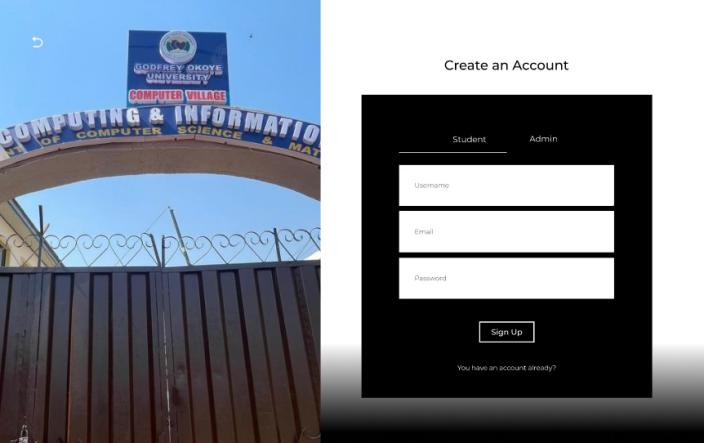 GODFREY OKOYE
UNIVERSITY
COMPUTER VILLAGE
COMPUTING & INFORMATIO
OF COMPUTER SCIENCE & MAT
Create an Account
Student
Admin
Username
Email
Password
Sign Up
You have an account already?